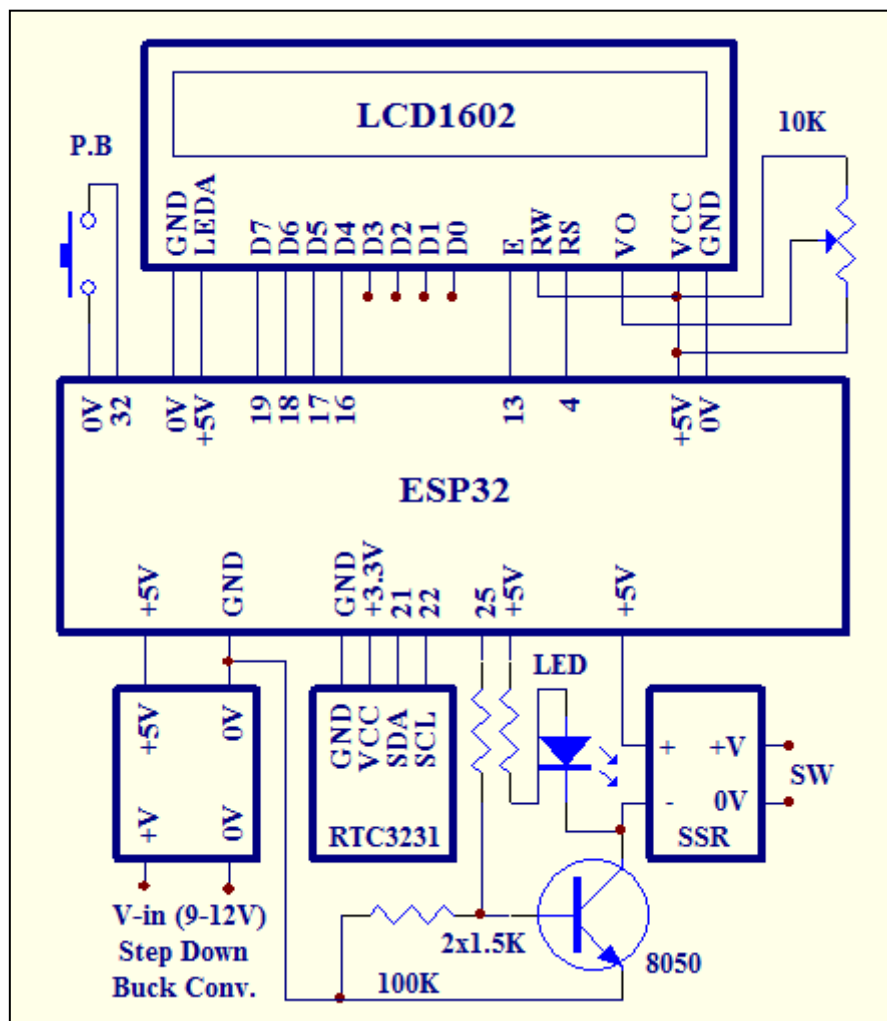 LCD1602
P.B
10K
GND
LEDA
D7
D6
D5
D4
D3
D2
D1
D0
E
RW
RS
VO
VCC
GND
0V
32
0V
+5V
19
18
17
16
13
4
+5V
0V
ESP32
+5V
GND
GND
+3.3V
21
22
25
+5V
+5V
LED
+5V
0V
GND
VCC
SDA
SCL
+
+V
SW
-
0V
+V
0V
RTC3231
SSR
V-in (9-12V)
Step Down
Buck Conv.
2x1.5K
100K
8050